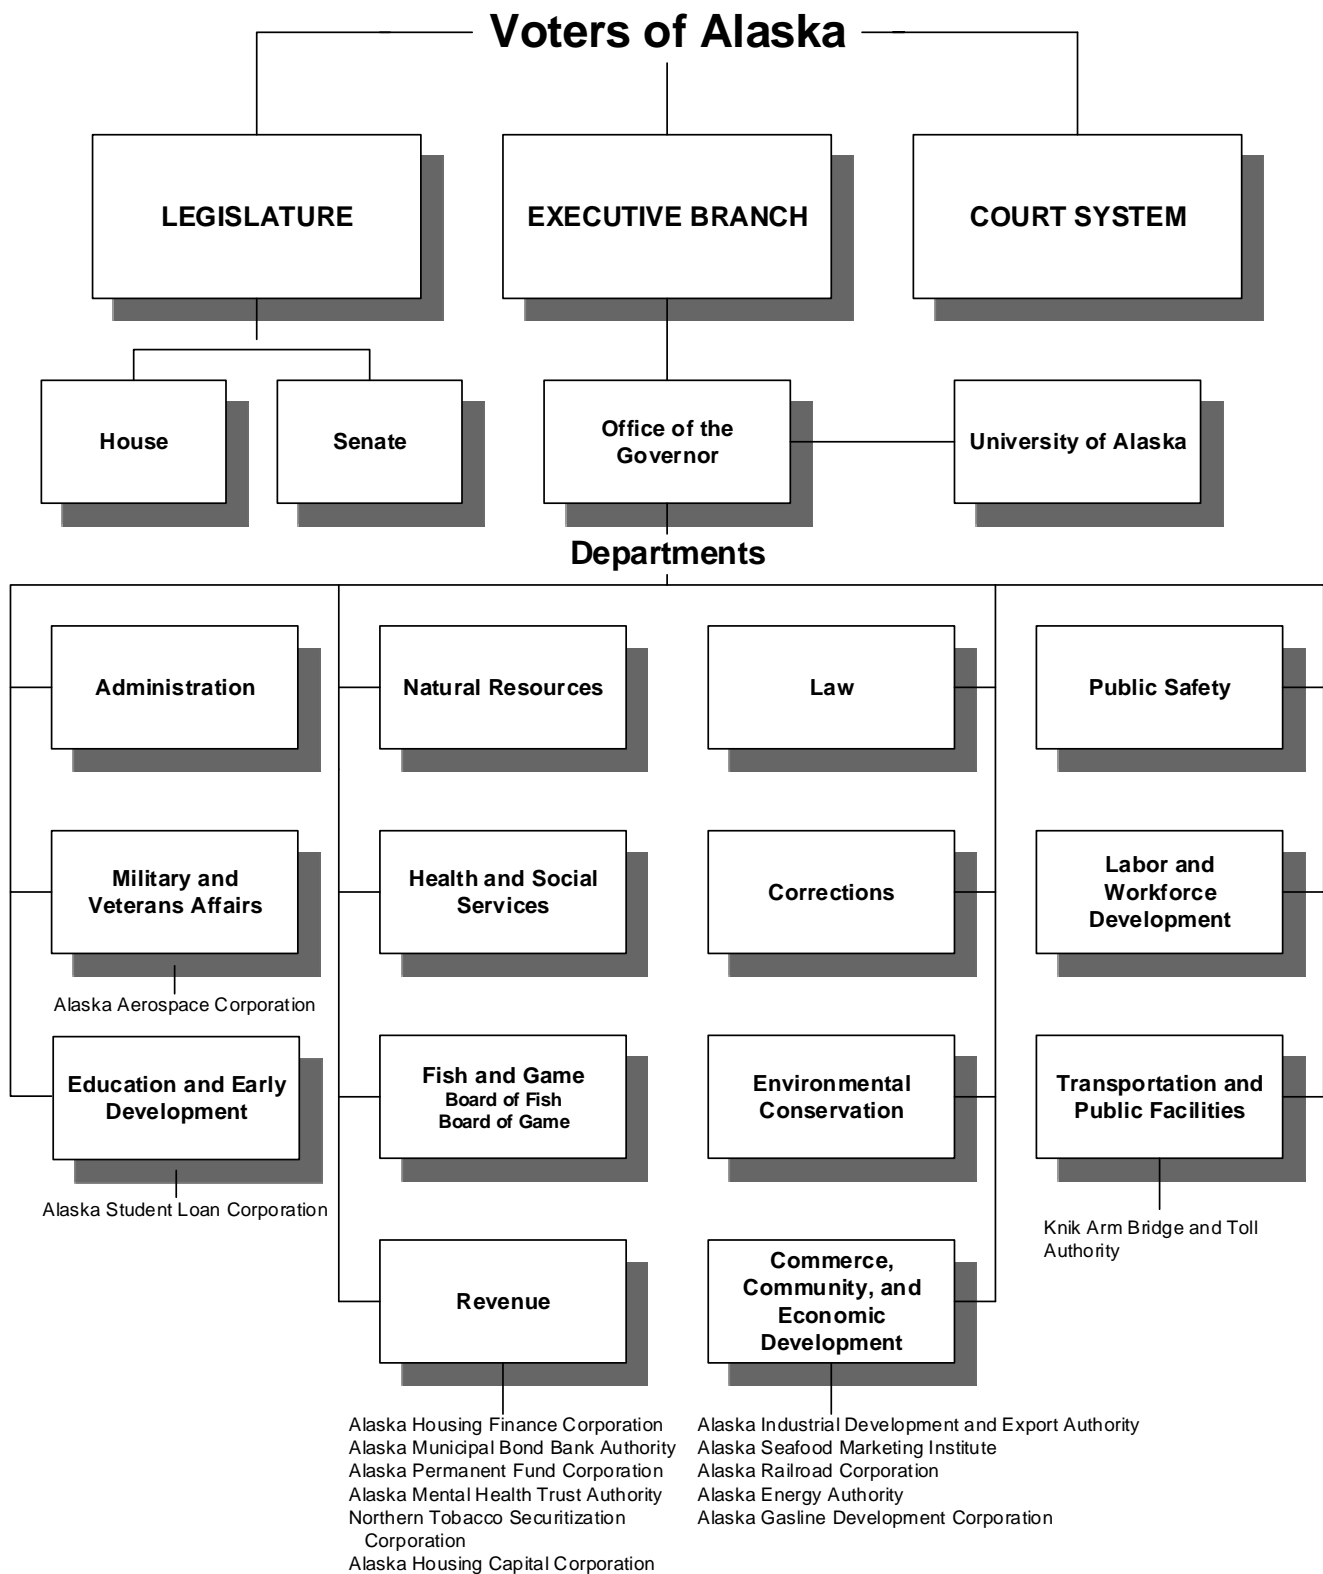 Voters of Alaska
LEGISLATURE
EXECUTIVE BRANCH
COURT SYSTEM
House
Senate
Office of the
Governor
University of Alaska
Departments
Administration
Natural Resources
Law
Public Safety
Military and
Veterans Affairs
Alaska Aerospace Corporation
Health and Social
Services
Corrections
Labor and
Workforce
Development
Education and Early
Development
Alaska Student Loan Corporation
Fish and Game
Board of Fish
Board of Game
Environmental
Conservation
Transportation and
Public Facilities
Knik Arm Bridge and Toll
Authority
Revenue
Alaska Housing Finance Corporation
Alaska Municipal Bond Bank Authority
Alaska Permanent Fund Corporation
Alaska Mental Health Trust Authority
Northern Tobacco Securitization
Corporation
Alaska Housing Capital Corporation
Commerce,
Community, and
Economic
Development
Alaska Industrial Development and Export Authority
Alaska Seafood Marketing Institute
Alaska Railroad Corporation
Alaska Energy Authority
Alaska Gasline Development Corporation